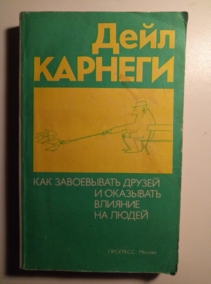 Дейл
КАРНЕГИ
КАК ЗАВОЕВЫВАТЬ ДРУЗЕЙ
И ОКАЗЫВАТЬ
ВЛИЯНИЕ
НА ЛЮДЕЙ
ПРОГРЕСС Москва